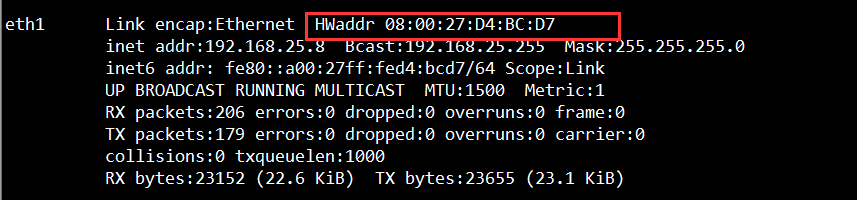 eth1 Link encap:Ethernet HWaddr 08:00:27:D4:BC:D7
inet addr:192.168.25.8 Bcast:192.168.25.255 Mask:255.255.255.0
inet6 addr: fe80::a00:27ff:fed4:bcd7/64 Scope:Link
UP BROADCAST RUNNING MULTICAST MTU:1500 Metric:1
RX packets:206 errors:0 dropped:0 overruns:0 frame:0
TX packets:179 errors:0 dropped:0 overruns:0 carrier:0
collisions:0 txqueuelen:1000
RX bytes:23152 (22.6 KiB) TX bytes:23655 (23.1 KiB)